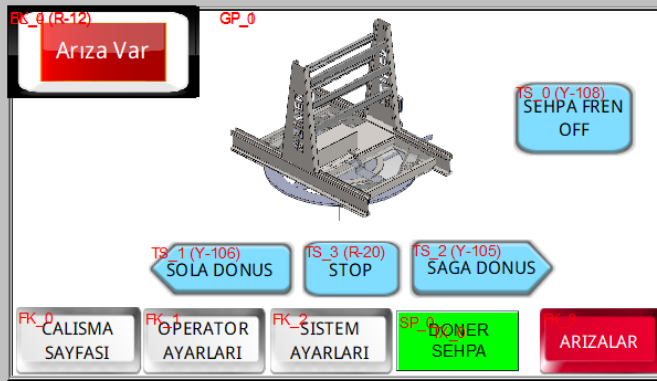 FK_4 (R-12)
GP_0
Arıza Var
TS_0 (Y-108)
SEHPA FREN
OFF
TS_1 (Y-106)
SOLA DONUS
TS_3 (R-20)
STOP
TS_2 (Y-105)
SAGA DONUS
FK_0
CALISMA
SAYFASI
FK_1
OPERATOR
AYARLARI
FK_2
SISTEM
AYARLARI
SP_0
DONER
SEHPA
ARIZALAR